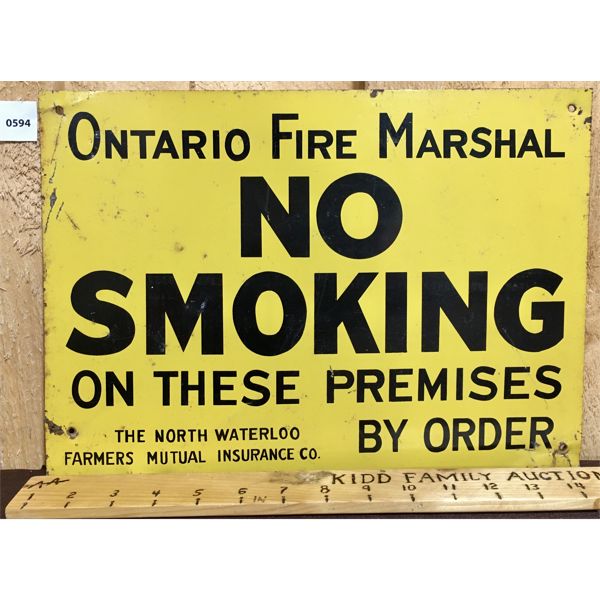 0594
ONTARIO FIRE MARSHAL
NO
SMOKING
ON THESE PREMISES
THE NORTH WATERLOO
FARMERS MUTUAL INSURANCE CO.
BY ORDER
KIDD FAMILY AUCTION
1 2 3 4 5 6 7 8 9 10 11 12 13 14